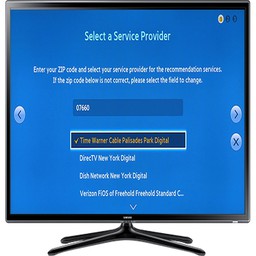 Select a Service Provider
Enter your ZIP code and select your service provider for the recommendation services.
If the zip code below is not correct, please select the field to change.
07660
✓ Time Warner Cable Palisades Park Digital
DirecTV New York Digital
Dish Network New York Digital
Verizon FiOS of Freehold Freehold Standard C...
SAMSUNG